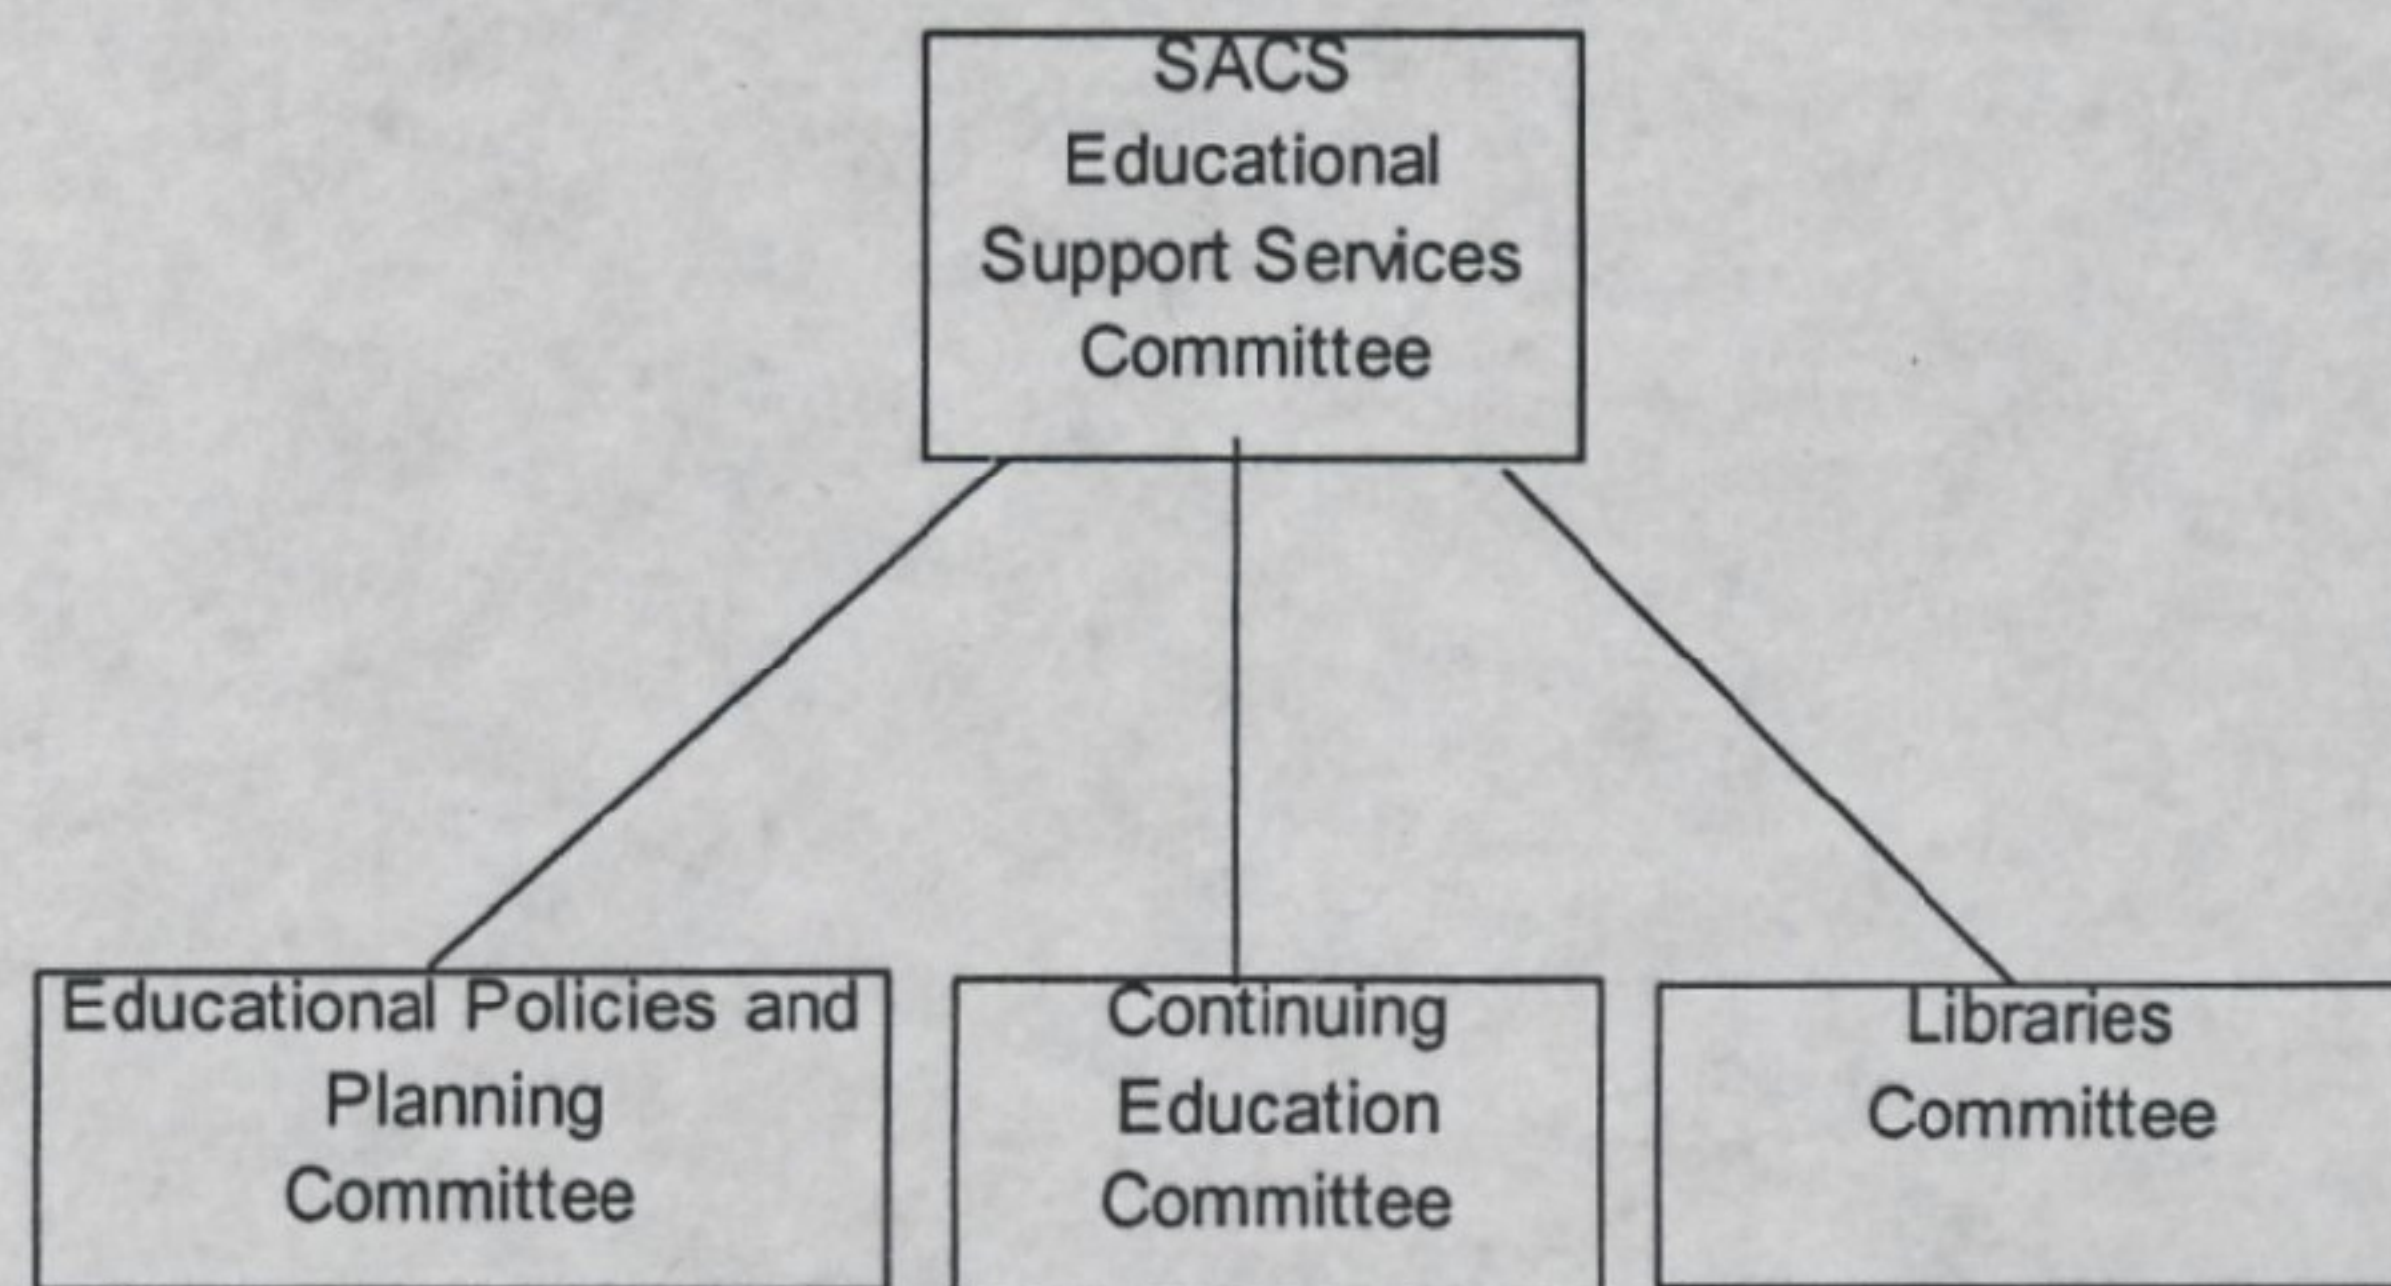 SACS
Educational
Support Services
Committee
Educational Policies and
Planning
Committee
Continuing
Education
Committee
Libraries
Committee